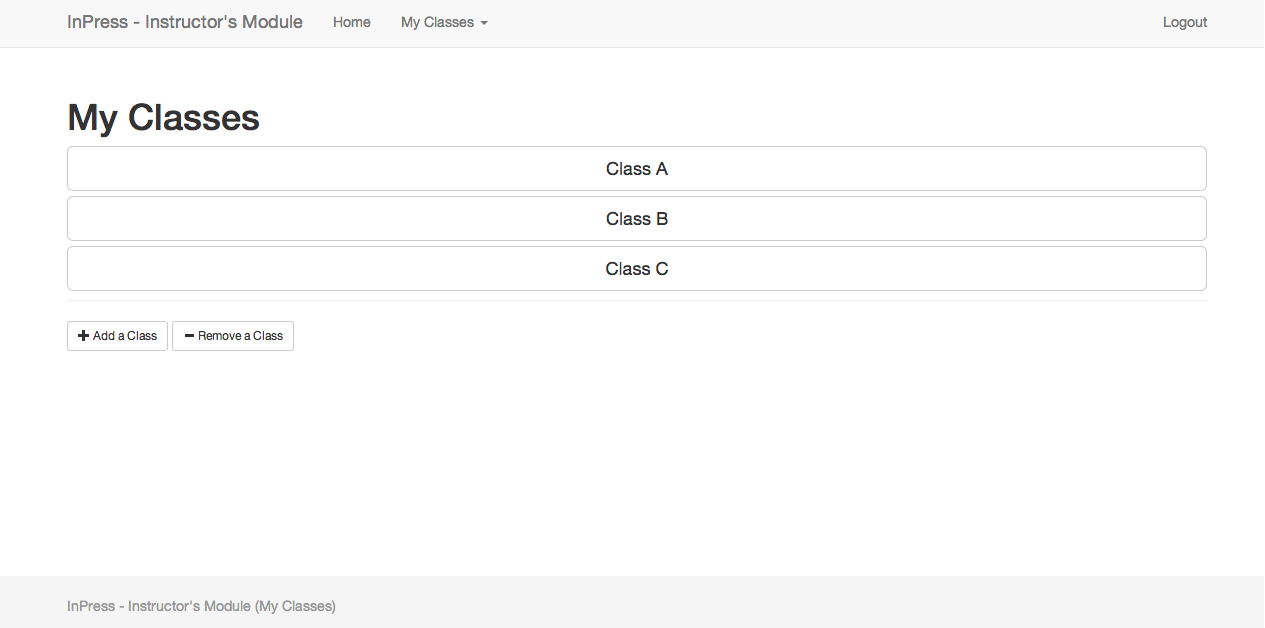 InPress - Instructor's Module Home My Classes Logout
My Classes
Class A
Class B
Class C
Add a Class Remove a Class
InPress - Instructor's Module (My Classes)